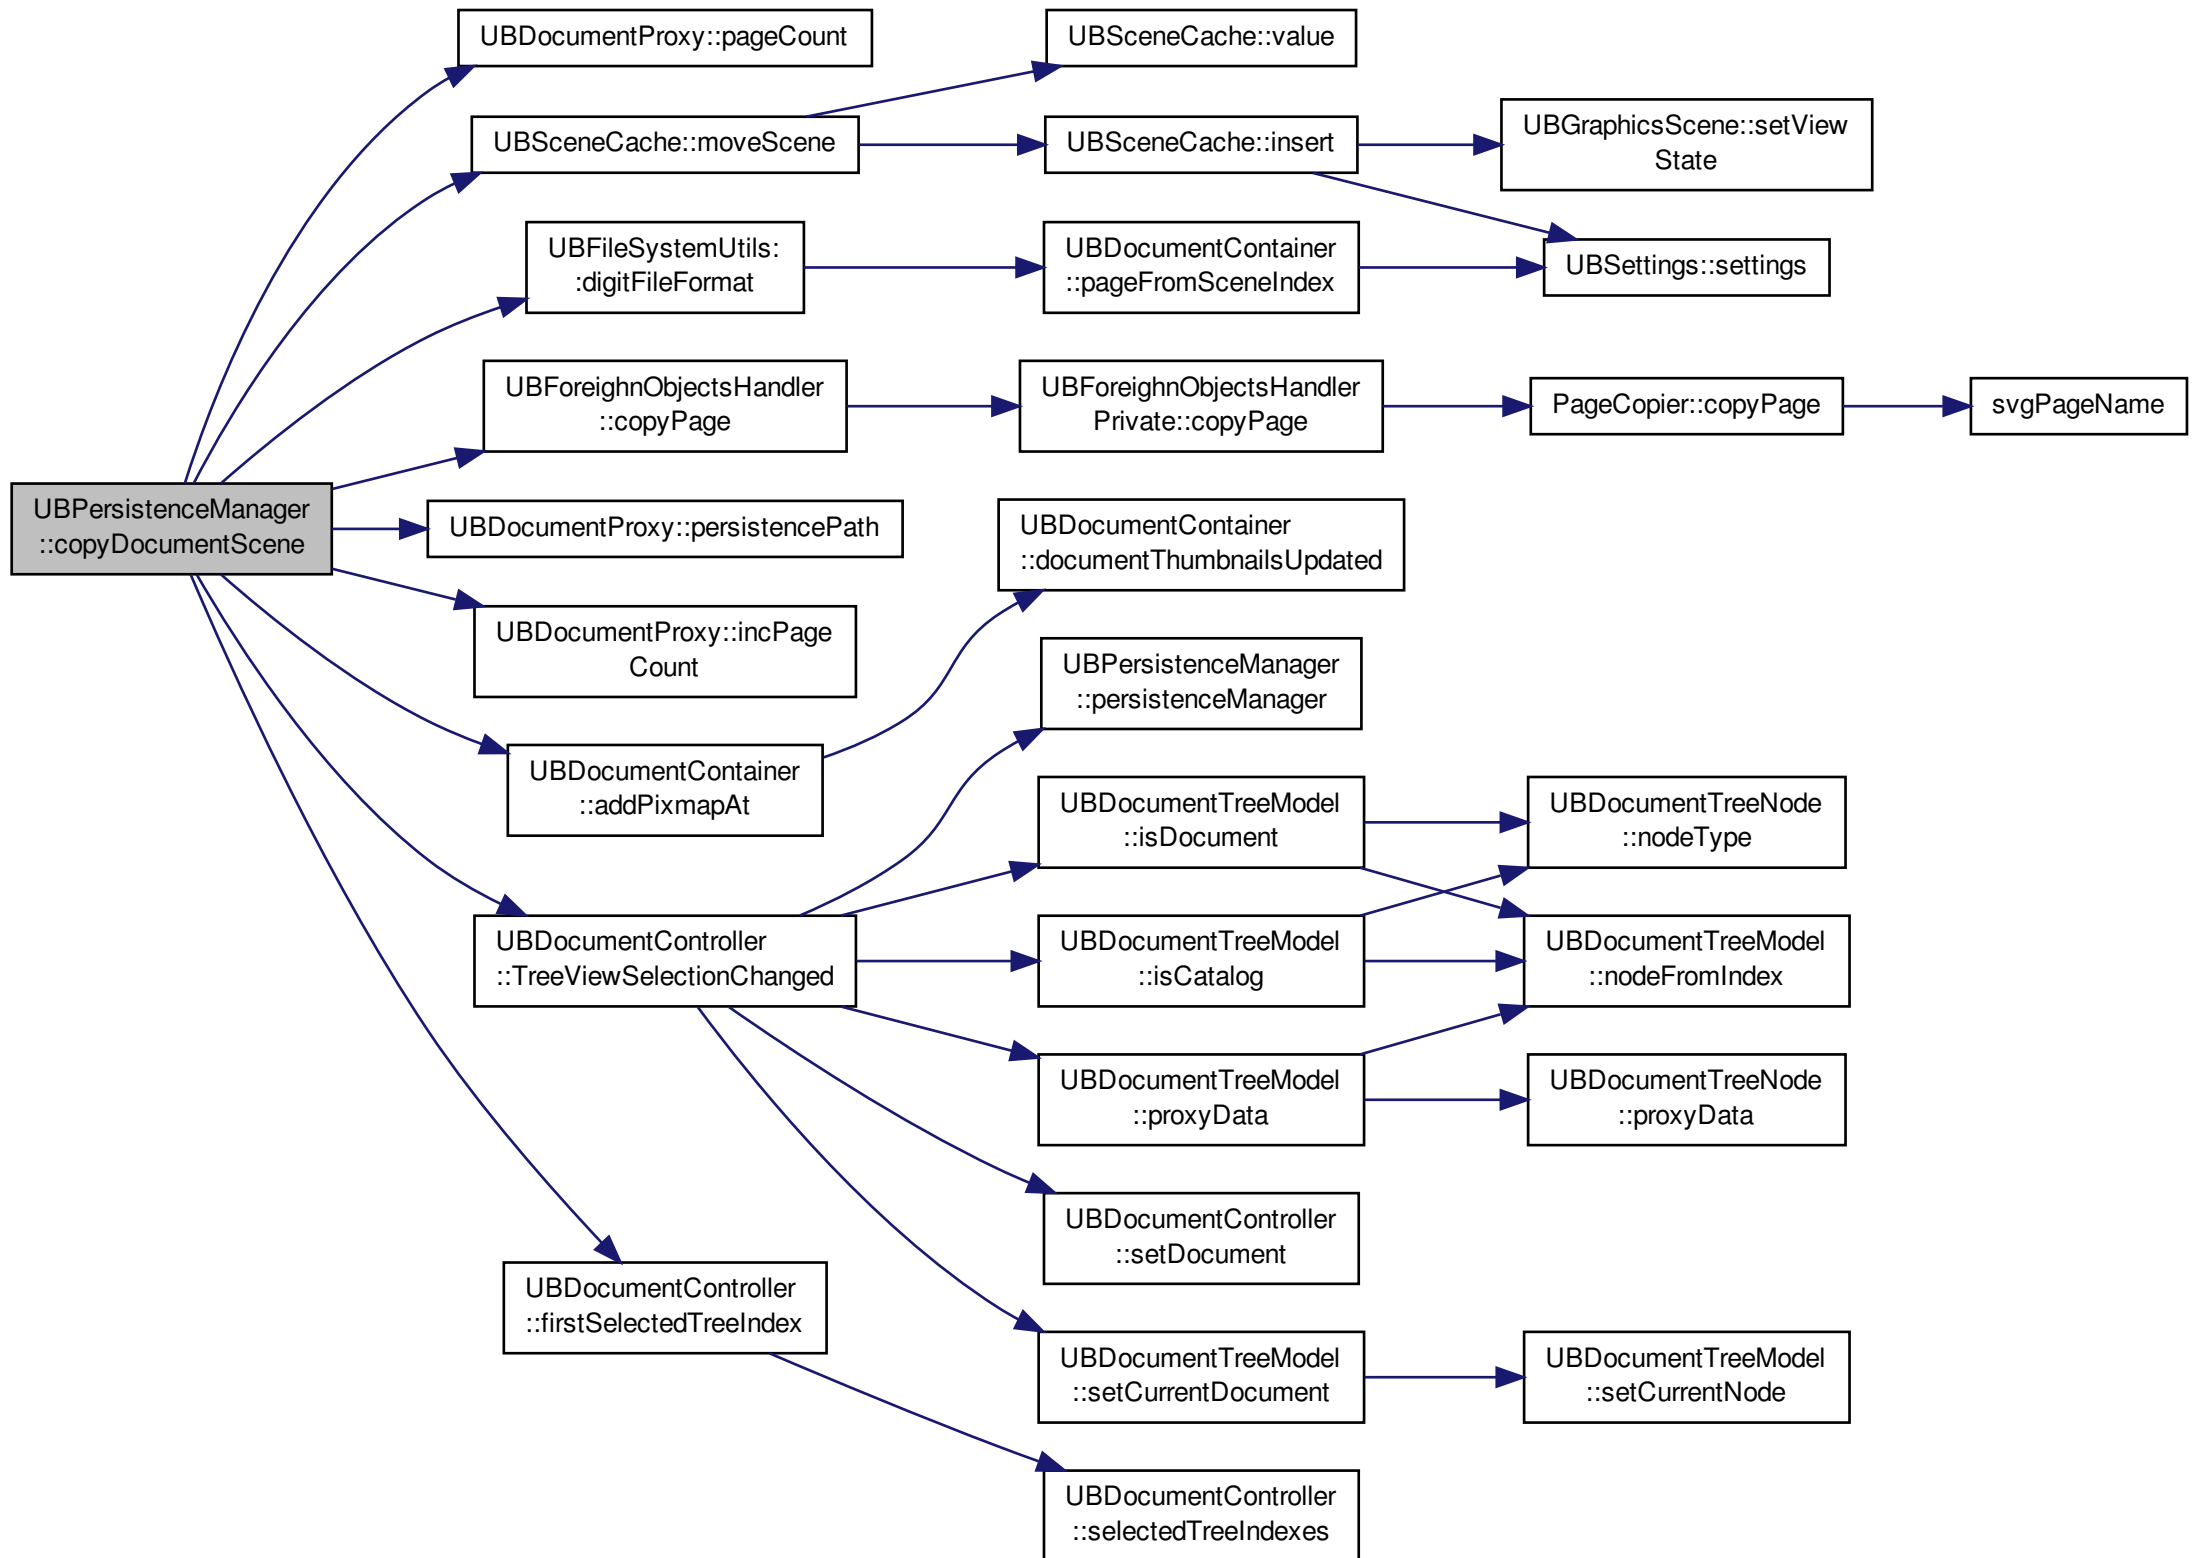 UBPersistenceManager
::copyDocumentScene
UBDocumentProxy::pageCount
UBSceneCache::moveScene
UBFileSystemUtils:
:digitFileFormat
UBForeighnObjectsHandler
::copyPage
UBDocumentProxy::persistencePath
UBDocumentProxy::incPage
Count
UBDocumentContainer
::addPixmapAt
UBDocumentController
::TreeViewSelectionChanged
UBDocumentController
::firstSelectedTreeIndex
UBSceneCache::value
UBSceneCache::insert
UBDocumentContainer
::pageFromSceneIndex
UBForeighnObjectsHandler
Private::copyPage
UBDocumentContainer
::documentThumbnailsUpdated
UBPersistenceManager
::persistenceManager
UBDocumentTreeModel
::isDocument
UBDocumentTreeModel
::isCatalog
UBDocumentTreeModel
::proxyData
UBDocumentController
::setDocument
UBDocumentTreeModel
::setCurrentDocument
UBDocumentController
::selectedTreeIndexes
UBGraphicsScene::setView
State
UBSettings::settings
PageCopier::copyPage
UBDocumentTreeNode
::nodeType
UBDocumentTreeModel
::nodeFromIndex
UBDocumentTreeNode
::proxyData
UBDocumentTreeModel
::setCurrentNode
svgPageName